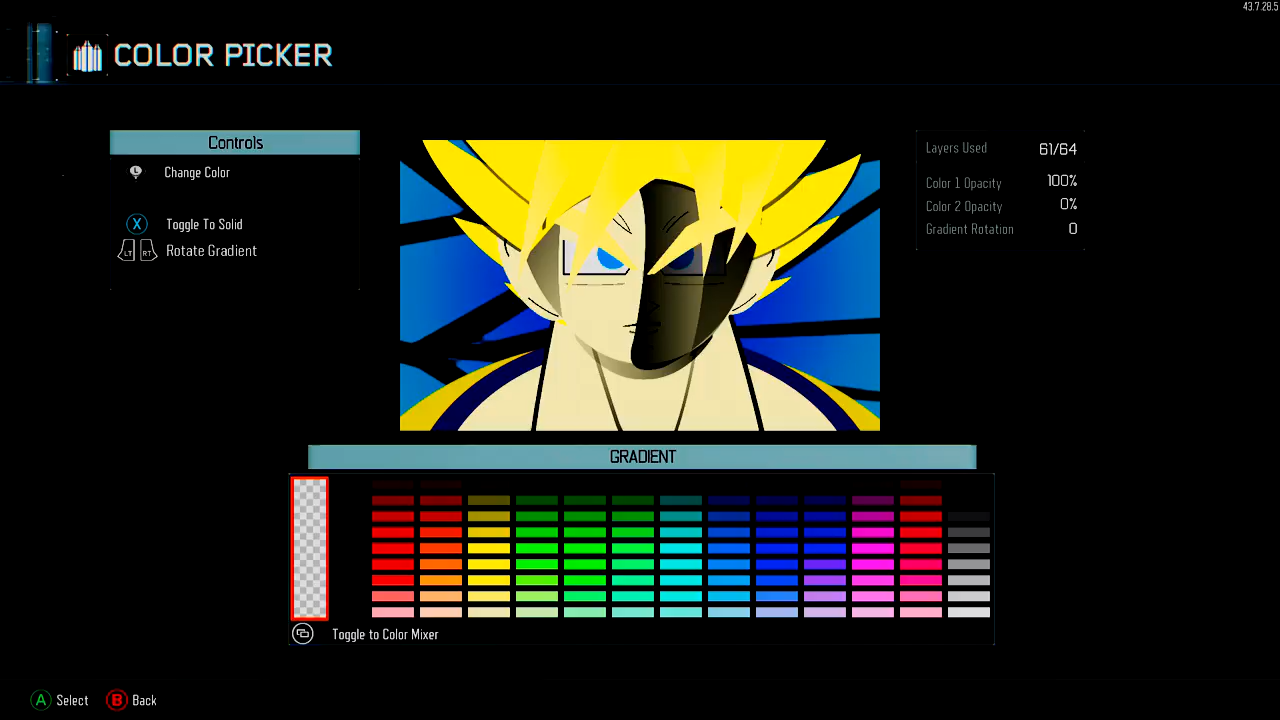 43.7.28.5
COLOR PICKER
Controls
L Change Color
X Toggle To Solid
LT RT Rotate Gradient
Layers Used 61/64
Color 1 Opacity 100%
Color 2 Opacity 0%
Gradient Rotation 0
GRADIENT
Toggle to Color Mixer
A Select B Back